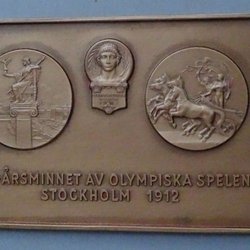 ÅRSMINNET AV OLYMPISKA SPELEN
STOCKHOLM 1912